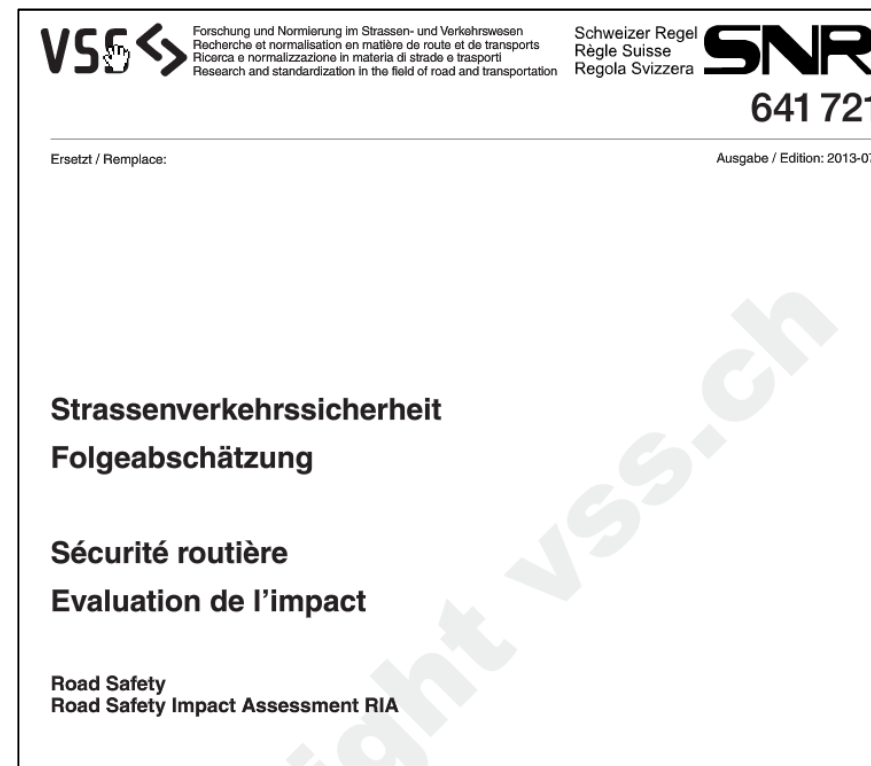 VSS
Forschung und Normierung im Strassen- und Verkehrswesen
Recherche et normalisation en matière de route et de transports
Ricerca e normalizzazione in materia di strade e trasporti
Research and standardization in the field of road and transportation
Schweizer Regel
Règle Suisse
Regola Svizzera
SNR
641 721
Ersetzt / Remplace:
Ausgabe / Edition: 2013-07
Strassenverkehrssicherheit
Folgeabschätzung
Sécurité routière
Evaluation de l'impact
Road Safety
Road Safety Impact Assessment RIA
ight vss.ch